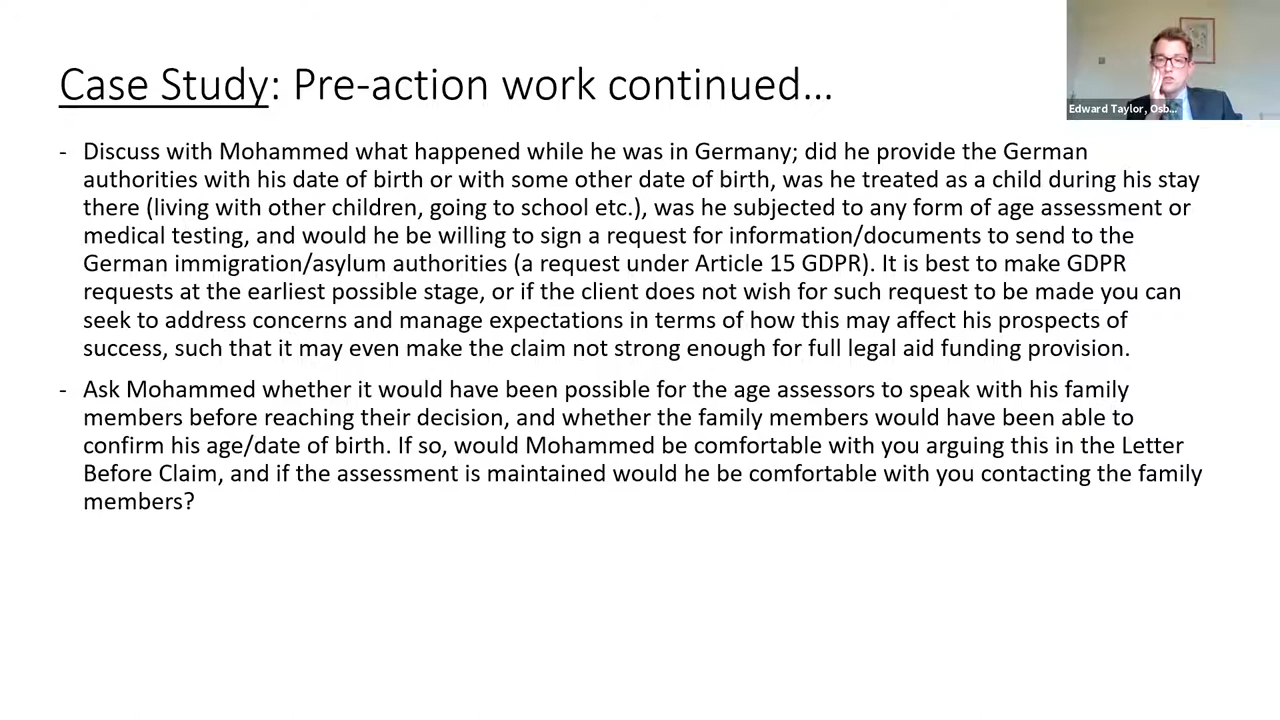 Case Study: Pre-action work continued...
Edward Taylor, Osb...
- Discuss with Mohammed what happened while he was in Germany; did he provide the German
authorities with his date of birth or with some other date of birth, was he treated as a child during his stay
there (living with other children, going to school etc.), was he subjected to any form of age assessment or
medical testing, and would he be willing to sign a request for information/documents to send to the
German immigration/asylum authorities (a request under Article 15 GDPR). It is best to make GDPR
requests at the earliest possible stage, or if the client does not wish for such request to be made you can
seek to address concerns and manage expectations in terms of how this may affect his prospects of
success, such that it may even make the claim not strong enough for full legal aid funding provision.
- Ask Mohammed whether it would have been possible for the age assessors to speak with his family
members before reaching their decision, and whether the family members would have been able to
confirm his age/date of birth. If so, would Mohammed be comfortable with you arguing this in the Letter
Before Claim, and if the assessment is maintained would he be comfortable with you contacting the family
members?